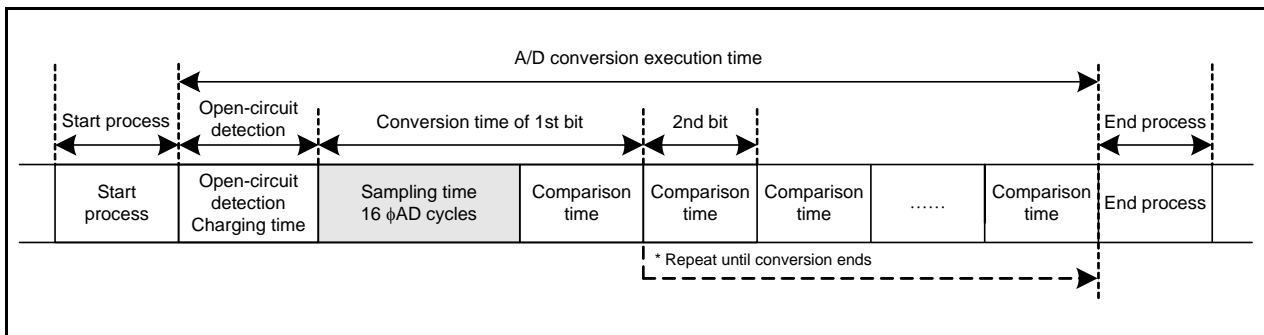 A/D conversion execution time
Start process
Open-circuit
detection
Conversion time of 1st bit
2nd bit
End process
Start
process
Open-circuit
detection
Charging time
Sampling time
16 ϕAD cycles
Comparison
time
Comparison
time
Comparison
time
......
Comparison
time
End process
* Repeat until conversion ends